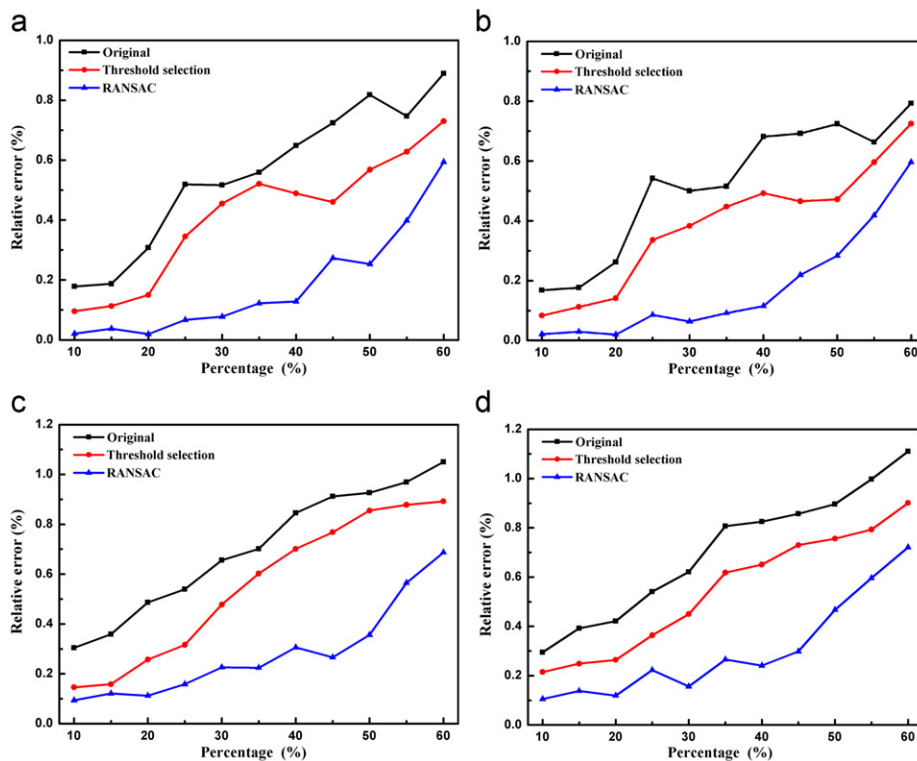 a
1.0
0.8
0.6
0.4
0.2
0.0
Relative error (%)
Original
Threshold selection
RANSAC
10 20 30 40 50 60
Percentage (%)
b
1.0
0.8
0.6
0.4
0.2
0.0
Relative error (%)
Original
Threshold selection
RANSAC
10 20 30 40 50 60
Percentage (%)
c
1.2
1.0
0.8
0.6
0.4
0.2
0.0
Relative error (%)
Original
Threshold selection
RANSAC
10 20 30 40 50 60
Percentage (%)
d
1.2
1.0
0.8
0.6
0.4
0.2
0.0
Relative error (%)
Original
Threshold selection
RANSAC
10 20 30 40 50 60
Percentage (%)